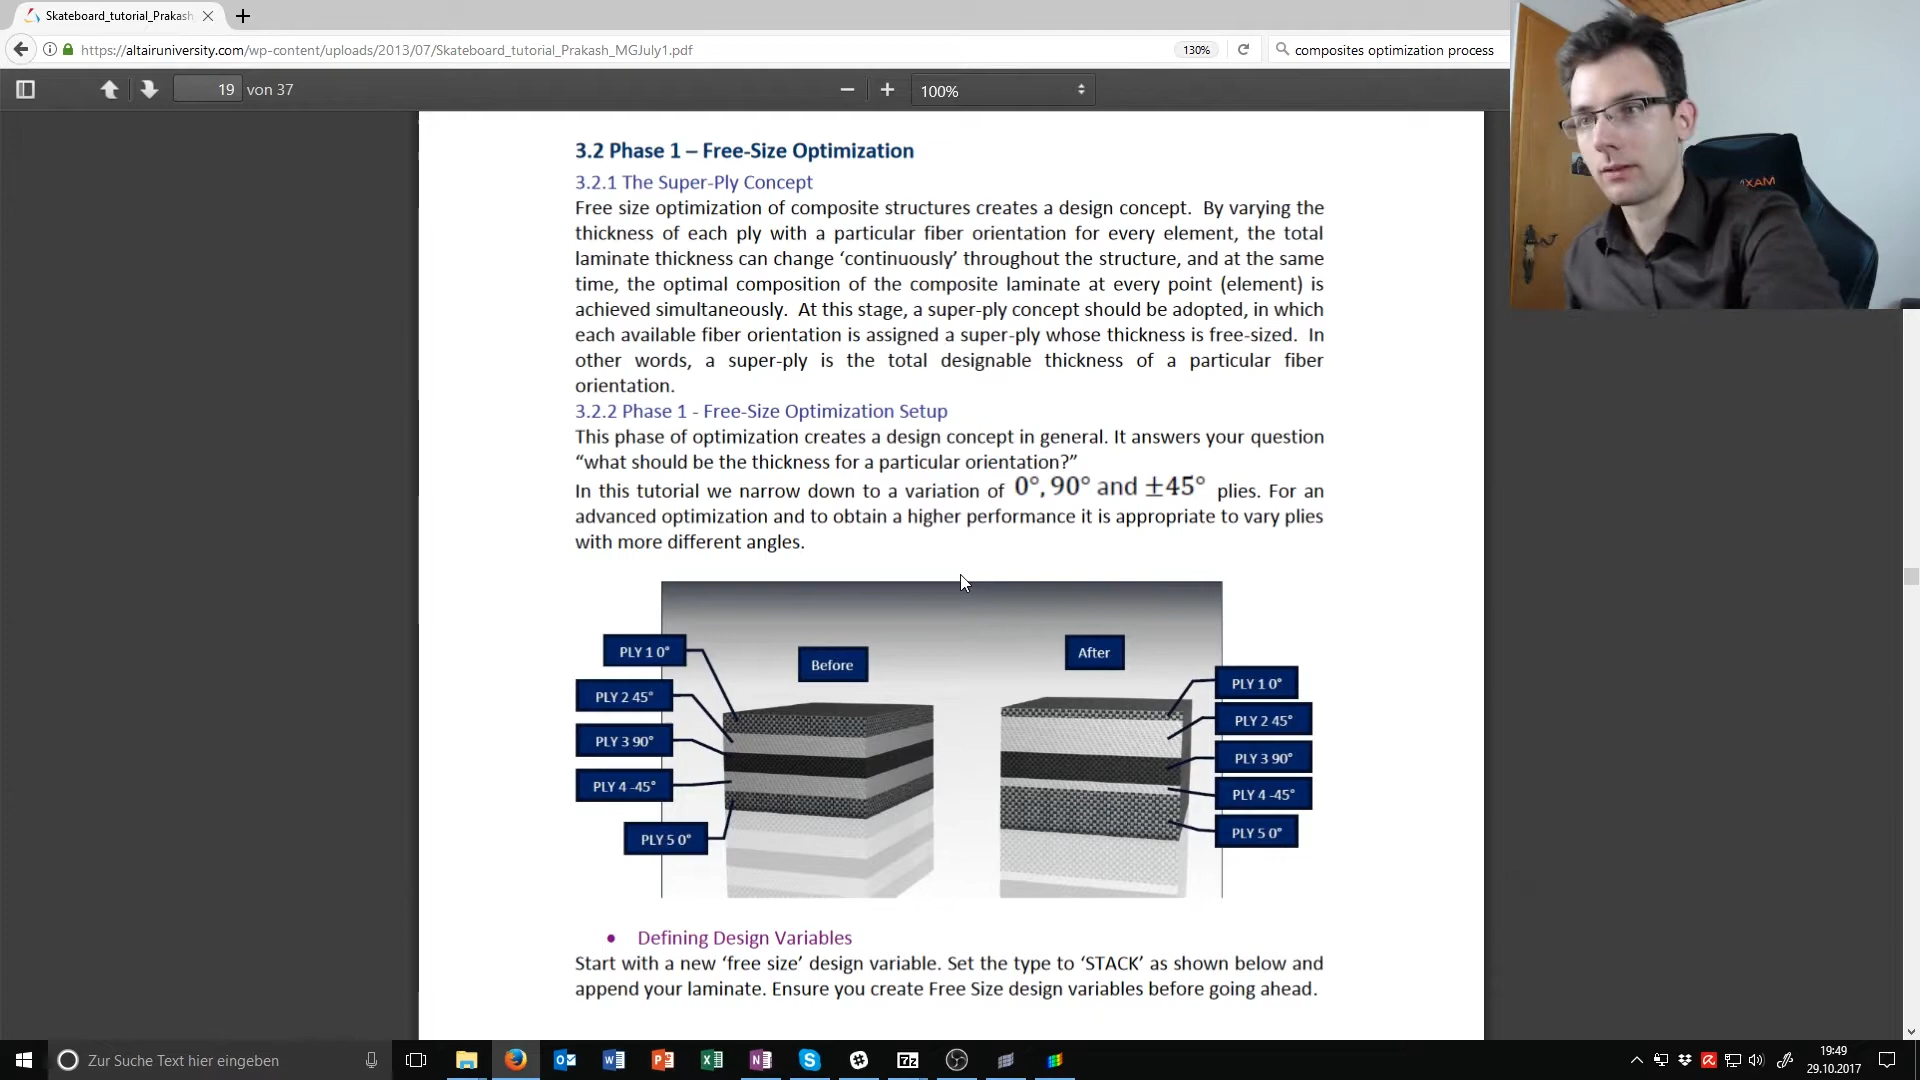 Skateboard_tutorial_Prakash
https://altairuniversity.com/wp-content/uploads/2013/07/Skateboard_tutorial_Prakash_MGJuly1.pdf
130%
composites optimization process
19 von 37
100%
3.2 Phase 1 – Free-Size Optimization
3.2.1 The Super-Ply Concept
Free size optimization of composite structures creates a design concept. By varying the
thickness of each ply with a particular fiber orientation for every element, the total
laminate thickness can change ‘continuously’ throughout the structure, and at the same
time, the optimal composition of the composite laminate at every point (element) is
achieved simultaneously. At this stage, a super-ply concept should be adopted, in which
each available fiber orientation is assigned a super-ply whose thickness is free-sized. In
other words, a super-ply is the total designable thickness of a particular fiber
orientation.
3.2.2 Phase 1 - Free-Size Optimization Setup
This phase of optimization creates a design concept in general. It answers your question
“what should be the thickness for a particular orientation?”
In this tutorial we narrow down to a variation of 0°, 90° and ±45° plies. For an
advanced optimization and to obtain a higher performance it is appropriate to vary plies
with more different angles.
Before
PLY 1 0°
PLY 2 45°
PLY 3 90°
PLY 4 -45°
PLY 5 0°
After
PLY 1 0°
PLY 2 45°
PLY 3 90°
PLY 4 -45°
PLY 5 0°
• Defining Design Variables
Start with a new ‘free size’ design variable. Set the type to ‘STACK’ as shown below and
append your laminate. Ensure you create Free Size design variables before going ahead.
Zur Suche Text hier eingeben
19:49
29.10.2017